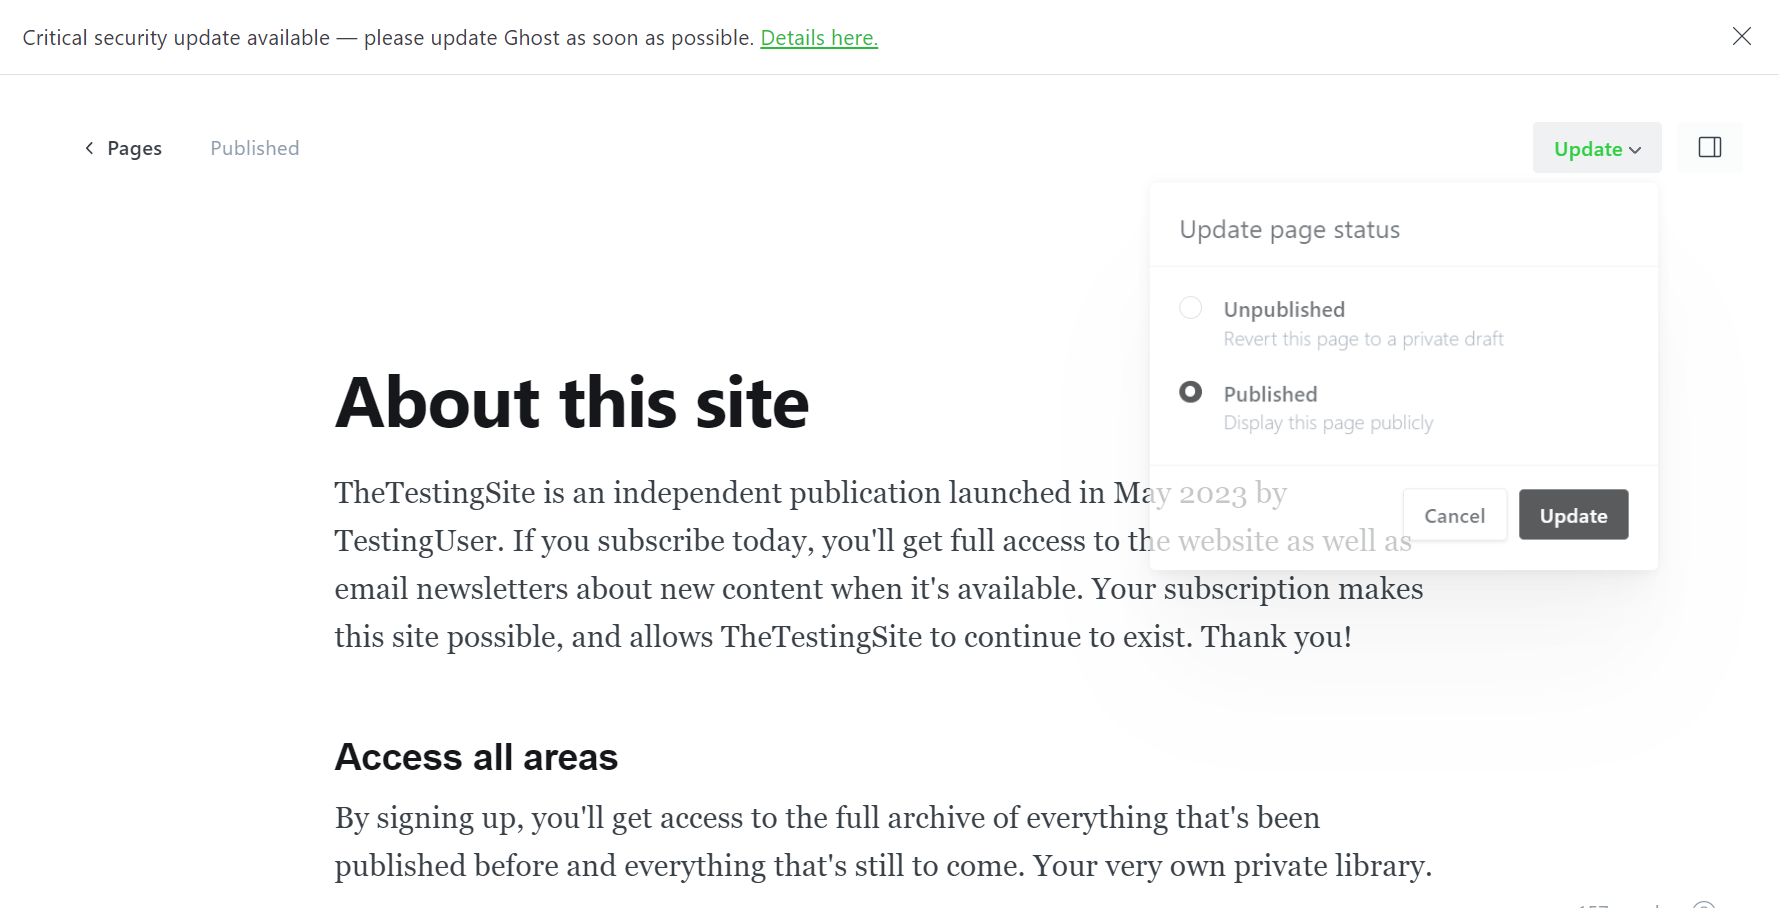 Critical security update available — please update Ghost as soon as possible. Details here.
Pages
Published
Update
Update page status
Unpublished
Revert this page to a private draft
Published
Display this page publicly
Cancel
Update
About this site
TheTestingSite is an independent publication launched in May 2023 by
TestingUser. If you subscribe today, you'll get full access to the website as well as
email newsletters about new content when it's available. Your subscription makes
this site possible, and allows TheTestingSite to continue to exist. Thank you!
Access all areas
By signing up, you'll get access to the full archive of everything that's been
published before and everything that's still to come. Your very own private library.